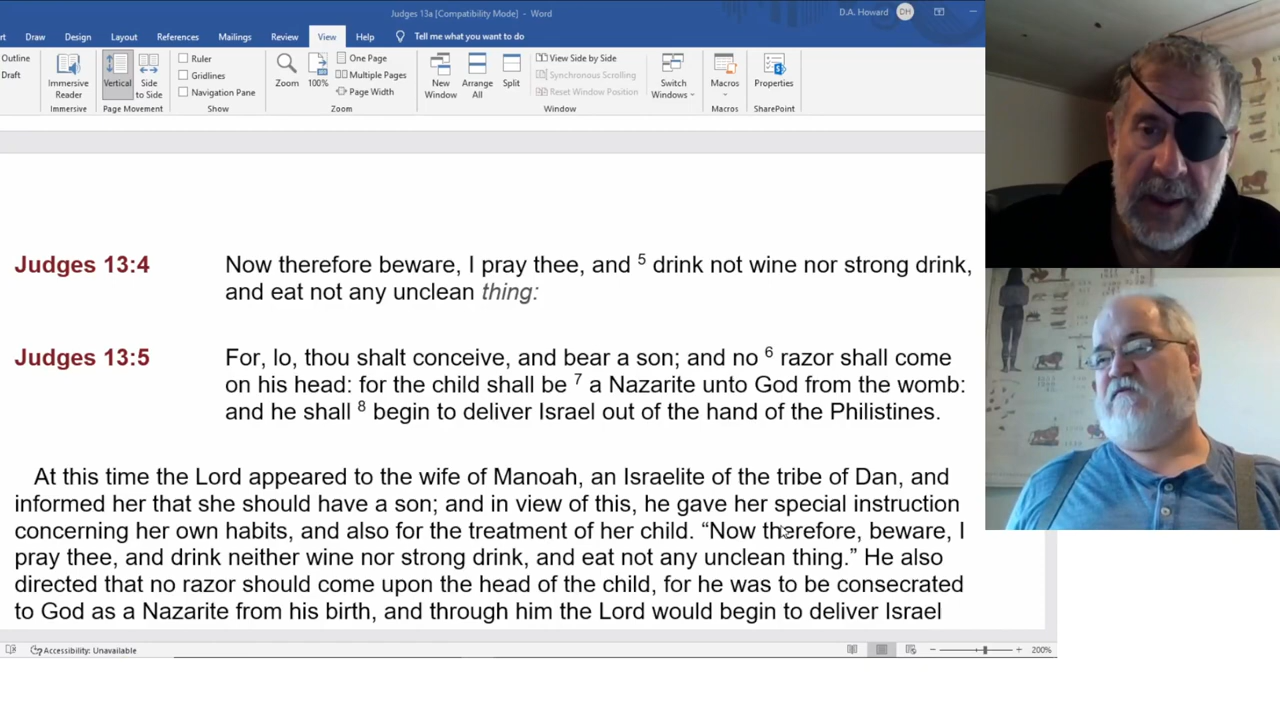 Judges 13a [Compatibility Mode] - Word
D.A. Howard DH
rt Draw Design Layout References Mailings Review View Help Tell me what you want to do
Outline
Draft
Immersive
Reader
Immersive
Vertical
Side
to Side
Page Movement
Ruler
Gridlines
Navigation Pane
Show
Zoom
100%
One Page
Multiple Pages
Page Width
Zoom
New
Window
Arrange
All
Split
View Side by Side
Synchronous Scrolling
Reset Window Position
Window
Switch
Windows
Macros
Macros
Properties
SharePoint
Judges 13:4 Now therefore beware, I pray thee, and 5 drink not wine nor strong drink,
and eat not any unclean thing:
Judges 13:5 For, lo, thou shalt conceive, and bear a son; and no 6 razor shall come
on his head: for the child shall be 7 a Nazarite unto God from the womb:
and he shall 8 begin to deliver Israel out of the hand of the Philistines.
At this time the Lord appeared to the wife of Manoah, an Israelite of the tribe of Dan, and
informed her that she should have a son; and in view of this, he gave her special instruction
concerning her own habits, and also for the treatment of her child. “Now therefore, beware, I
pray thee, and drink neither wine nor strong drink, and eat not any unclean thing.” He also
directed that no razor should come upon the head of the child, for he was to be consecrated
to God as a Nazarite from his birth, and through him the Lord would begin to deliver Israel
Accessibility: Unavailable
200%